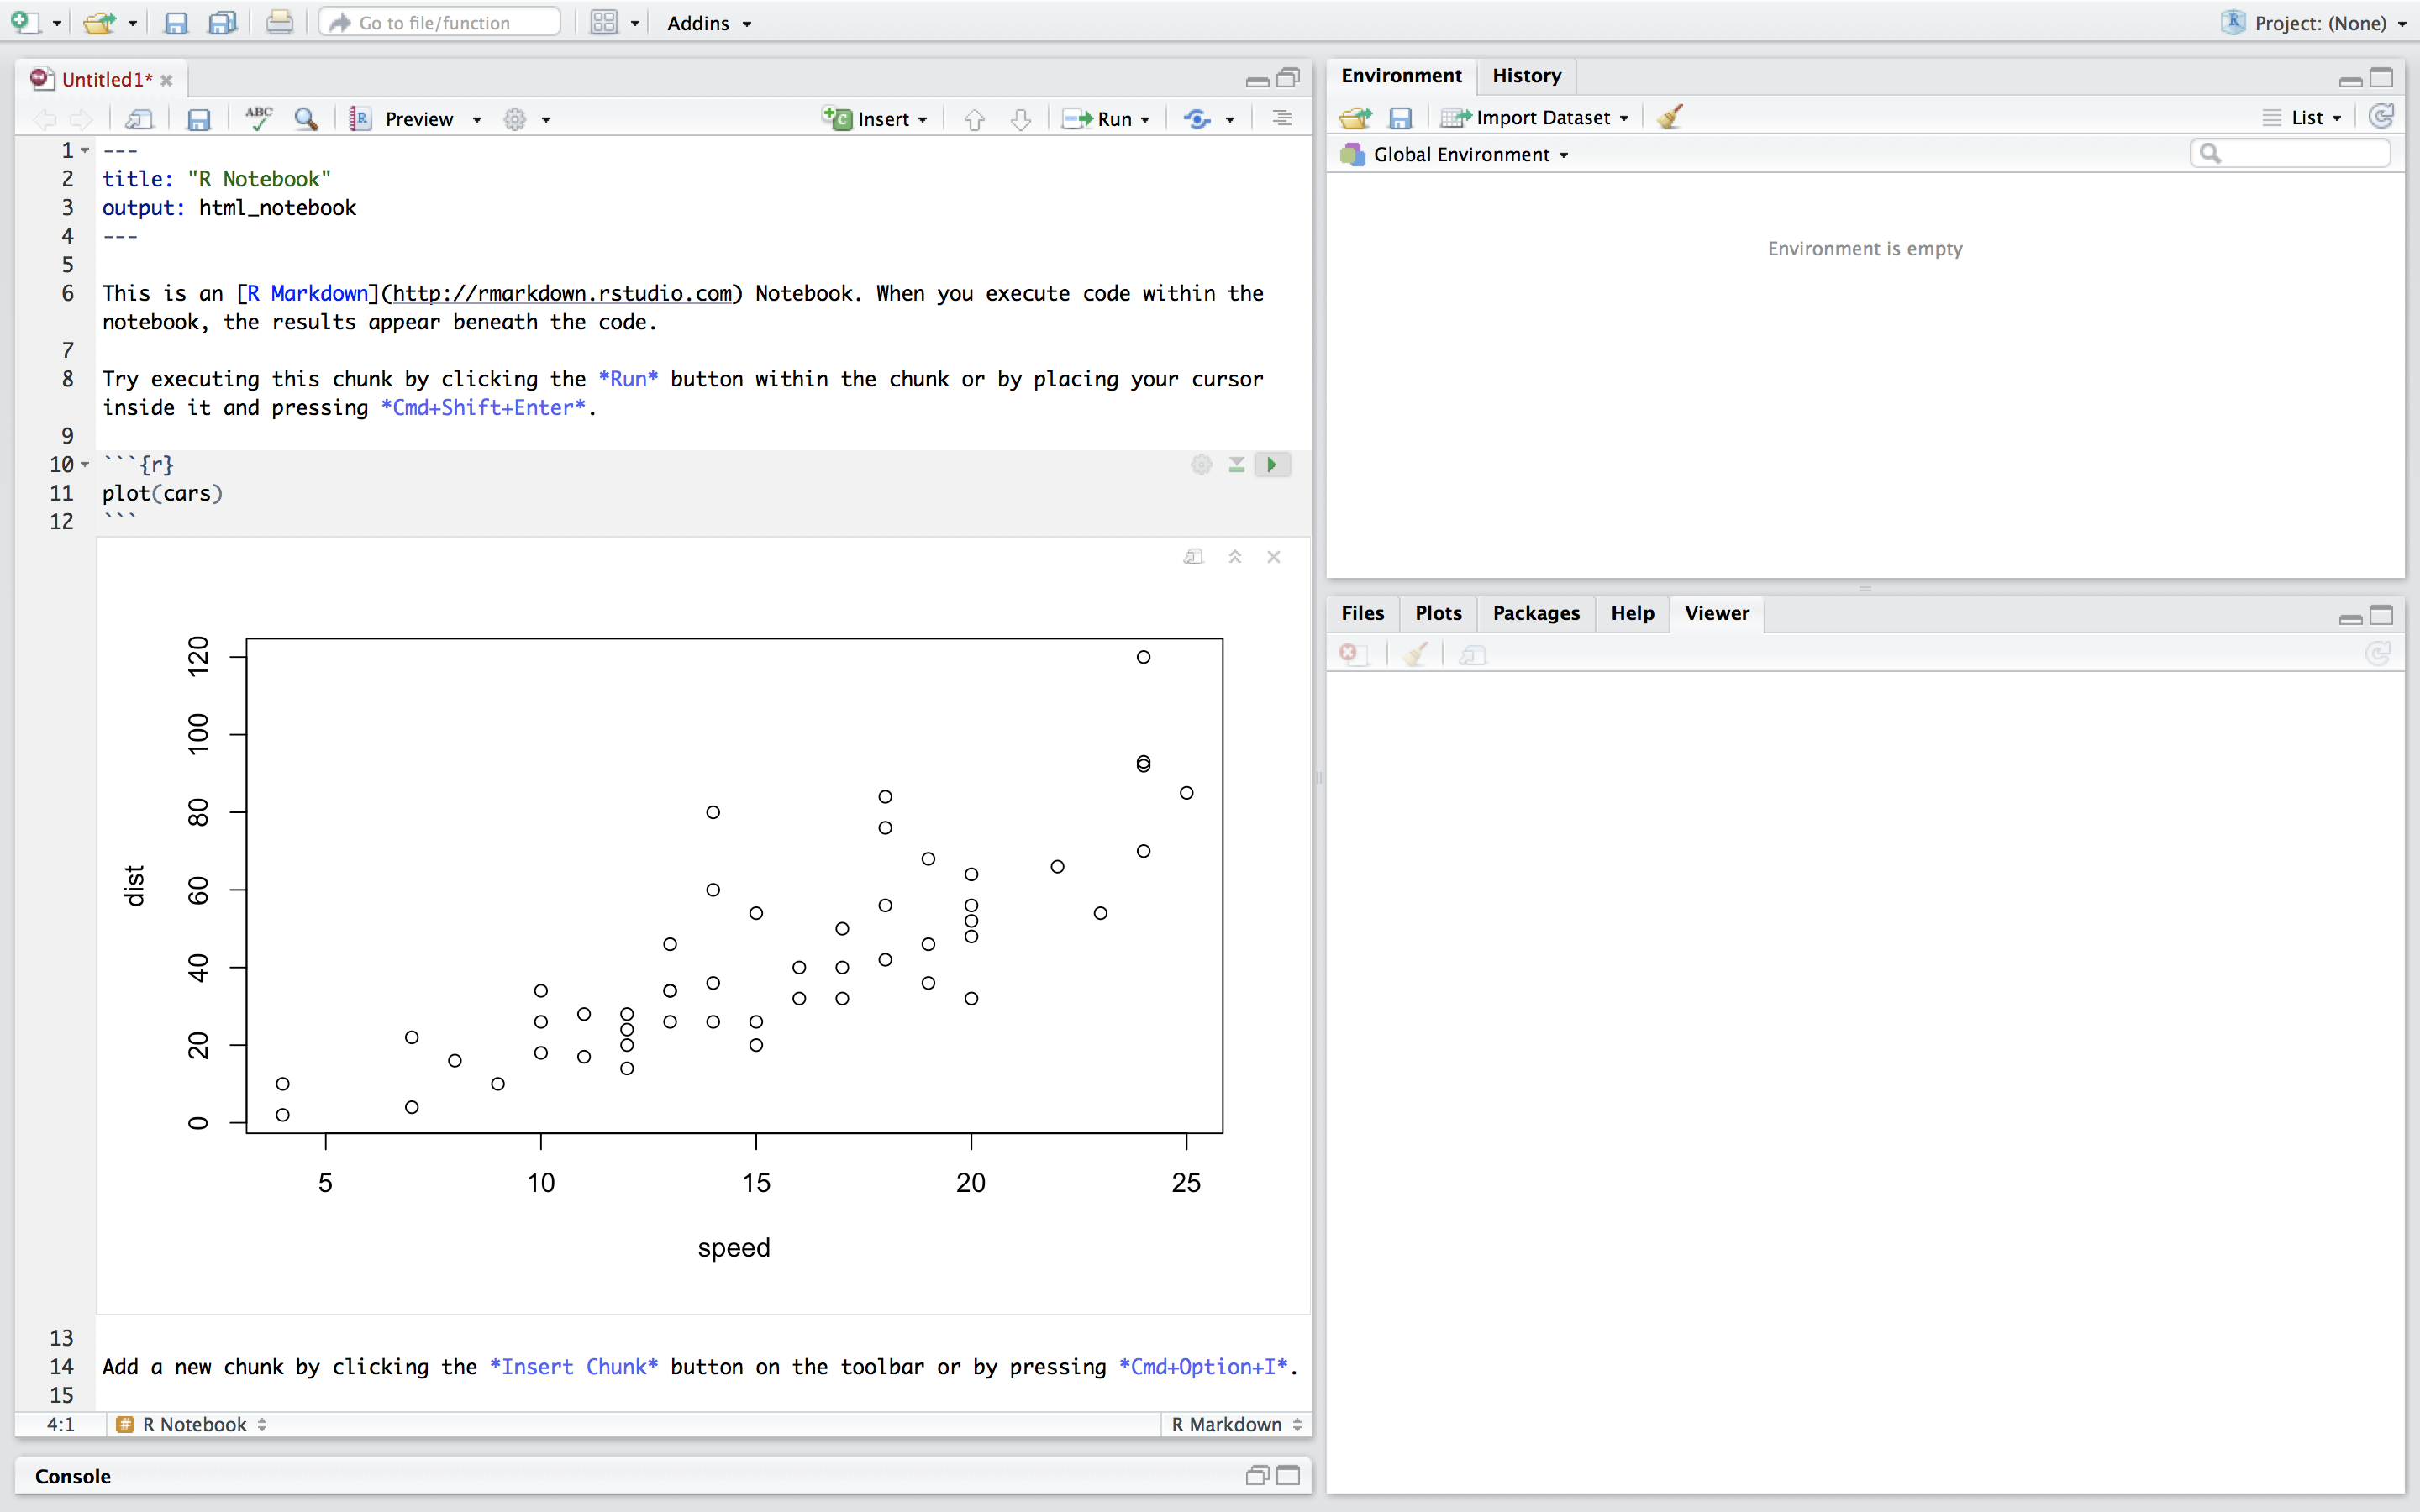 Go to file/function
Addins
Project: (None)
Untitled1*
Environment
History
ABC
Preview
Insert
Run
Import Dataset
List
Global Environment
Environment is empty
1 ---
2 title: "R Notebook"
3 output: html_notebook
4 ---
5
6 This is an [R Markdown](http://rmarkdown.rstudio.com) Notebook. When you execute code within the
notebook, the results appear beneath the code.
7
8 Try executing this chunk by clicking the *Run* button within the chunk or by placing your cursor
inside it and pressing *Cmd+Shift+Enter*.
9
10 ```{r}
11 plot(cars)
12 ```
120
100
80
60
40
20
0
dist
5 10 15 20 25
speed
13
14 Add a new chunk by clicking the *Insert Chunk* button on the toolbar or by pressing *Cmd+Option+I*.
15
4:1 # R Notebook
R Markdown
Console
Files
Plots
Packages
Help
Viewer